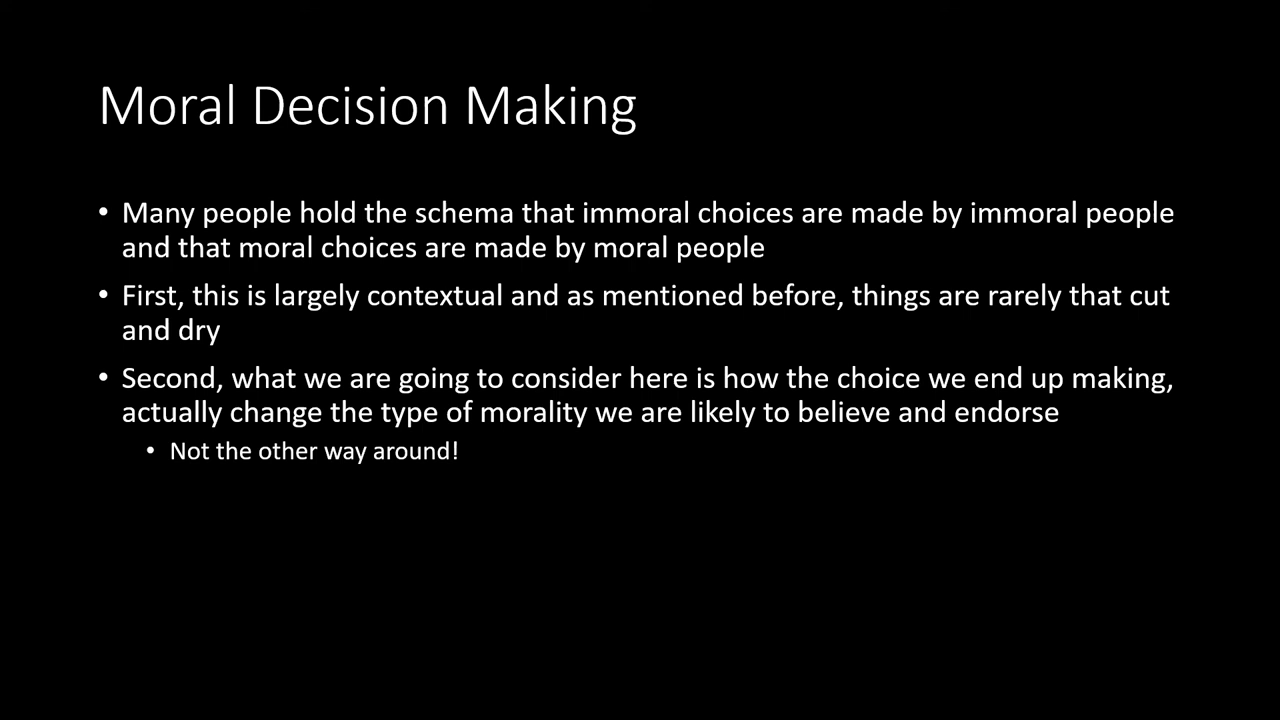 Moral Decision Making
• Many people hold the schema that immoral choices are made by immoral people
and that moral choices are made by moral people
• First, this is largely contextual and as mentioned before, things are rarely that cut
and dry
• Second, what we are going to consider here is how the choice we end up making,
actually change the type of morality we are likely to believe and endorse
• Not the other way around!